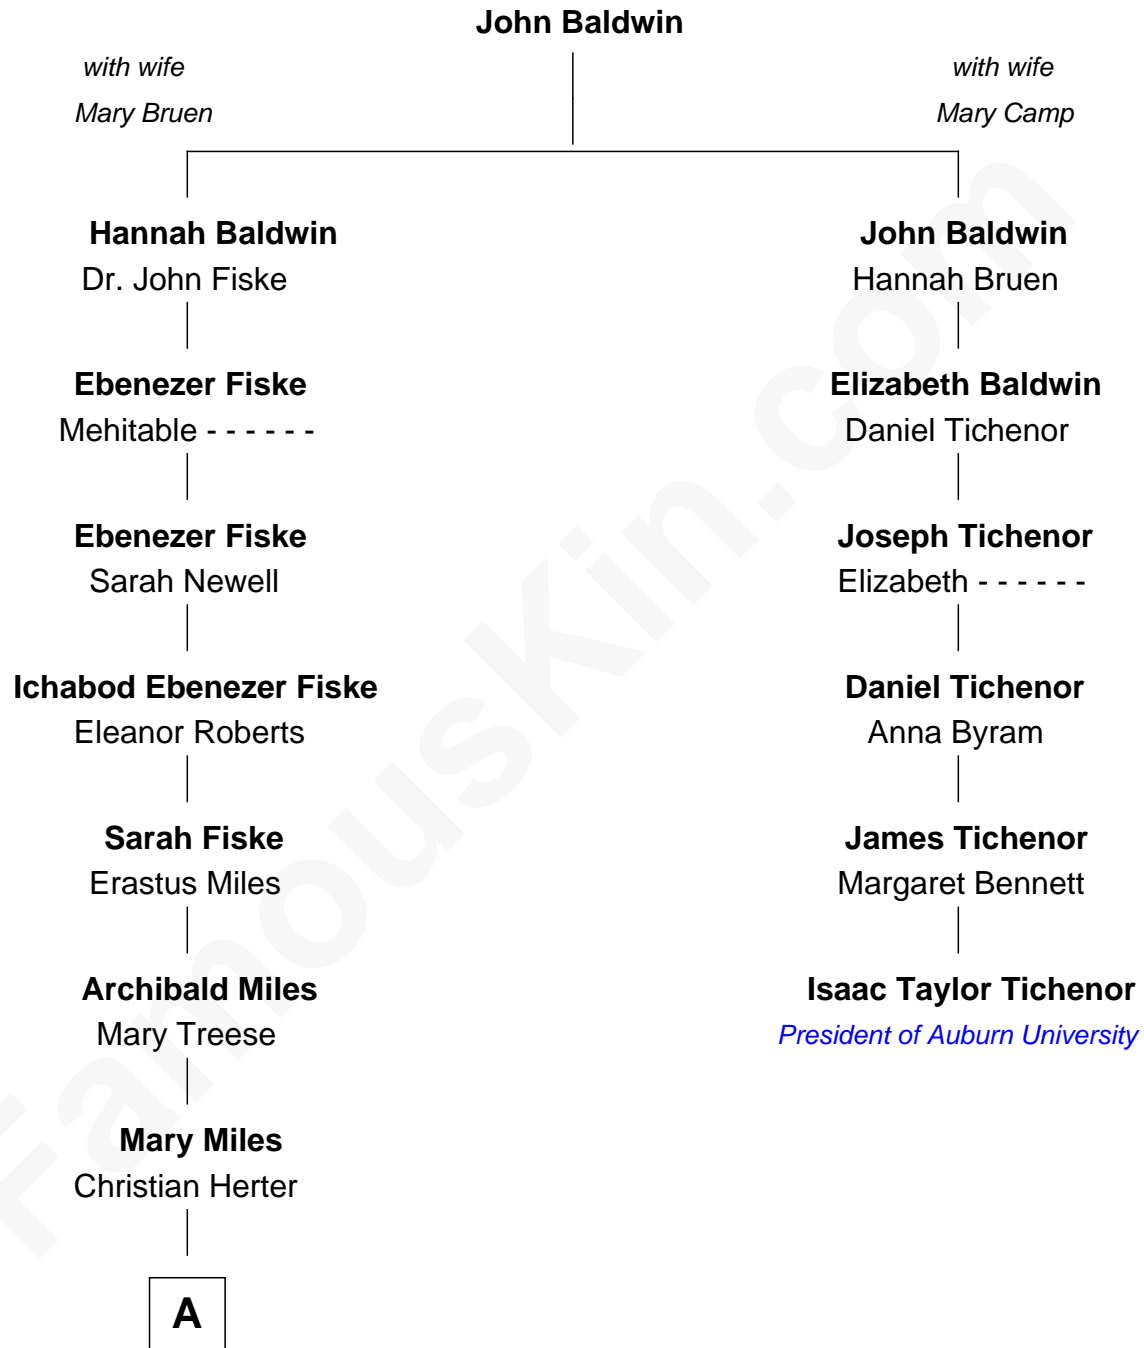 John Baldwin
with wife
Mary Bruen
with wife
Mary Camp
Hannah Baldwin
Dr. John Fiske
John Baldwin
Hannah Bruen
Ebenezer Fiske
Mehitable - - - - - -
Elizabeth Baldwin
Daniel Tichenor
Ebenezer Fiske
Sarah Newell
Joseph Tichenor
Elizabeth - - - - - -
Ichabod Ebenezer Fiske
Eleanor Roberts
Daniel Tichenor
Anna Byram
Sarah Fiske
Erastus Miles
James Tichenor
Margaret Bennett
Archibald Miles
Mary Treese
Isaac Taylor Tichenor
President of Auburn University
Mary Miles
Christian Herter
A
FamousKin.com